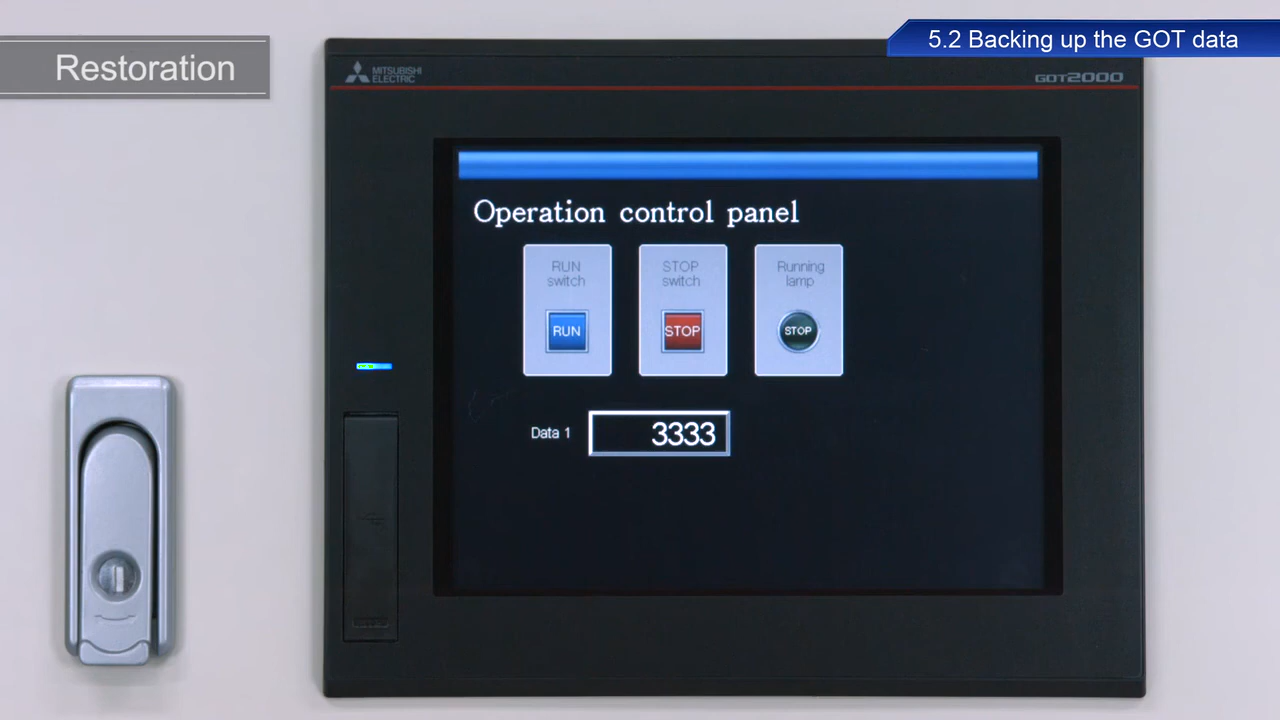 5.2 Backing up the GOT data
Restoration
MITSUBISHI
ELECTRIC
GOT2000
Operation control panel
RUN
switch
STOP
switch
Running
lamp
RUN
STOP
STOP
Data 1
3333